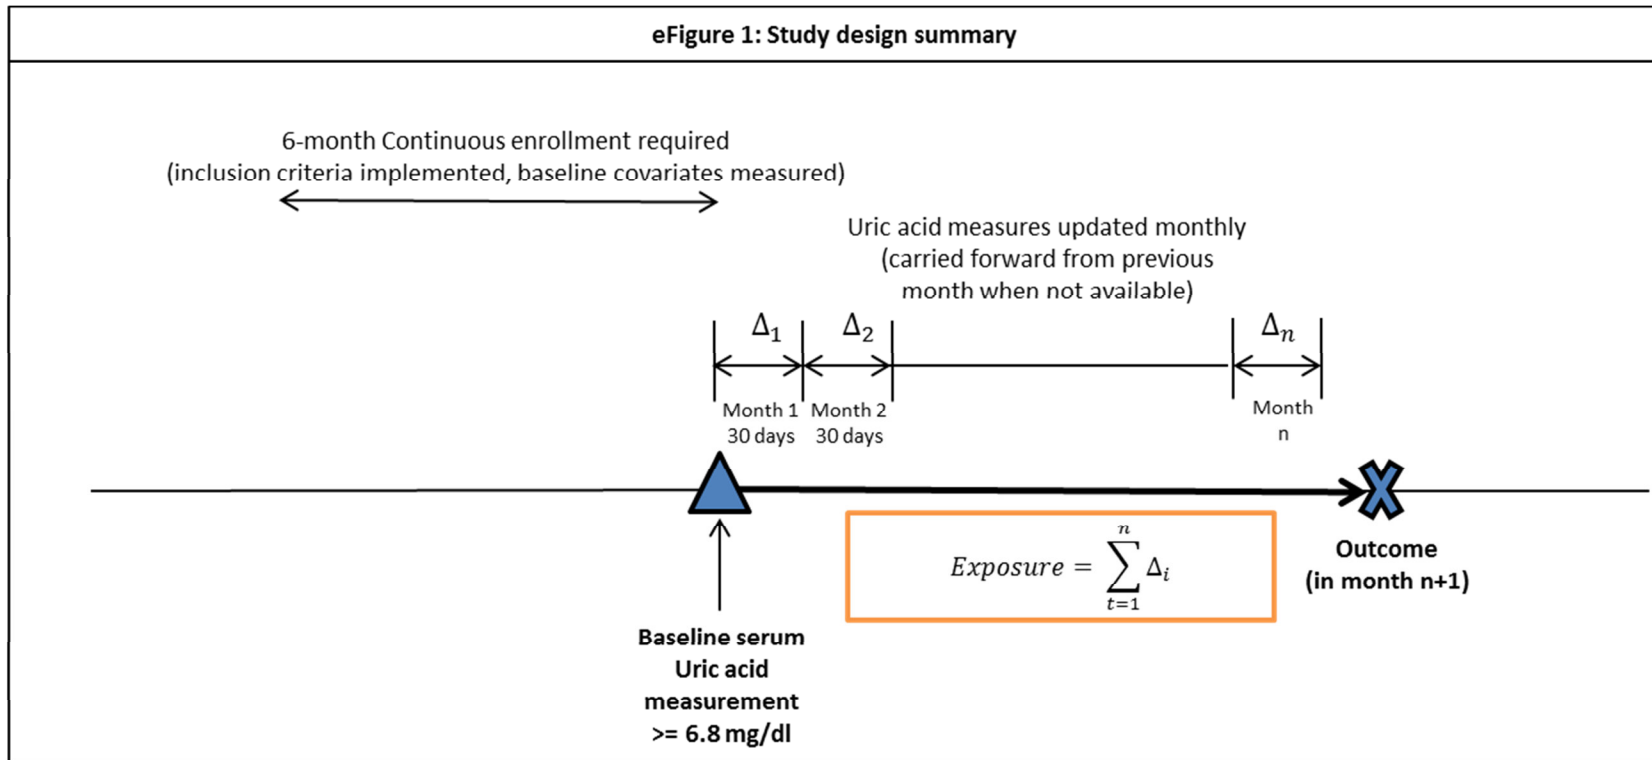 eFigure 1: Study design summary
6-month Continuous enrollment required
(inclusion criteria implemented, baseline covariates measured)
Uric acid measures updated monthly
(carried forward from previous
month when not available)
Δ₁ Δ₂ Δₙ
Month 1 Month 2 Month
30 days 30 days n
Exposure = ∑ⁿₜ₌₁ Δᵢ
Outcome
(in month n+1)
Baseline serum
Uric acid
measurement
>= 6.8 mg/dl